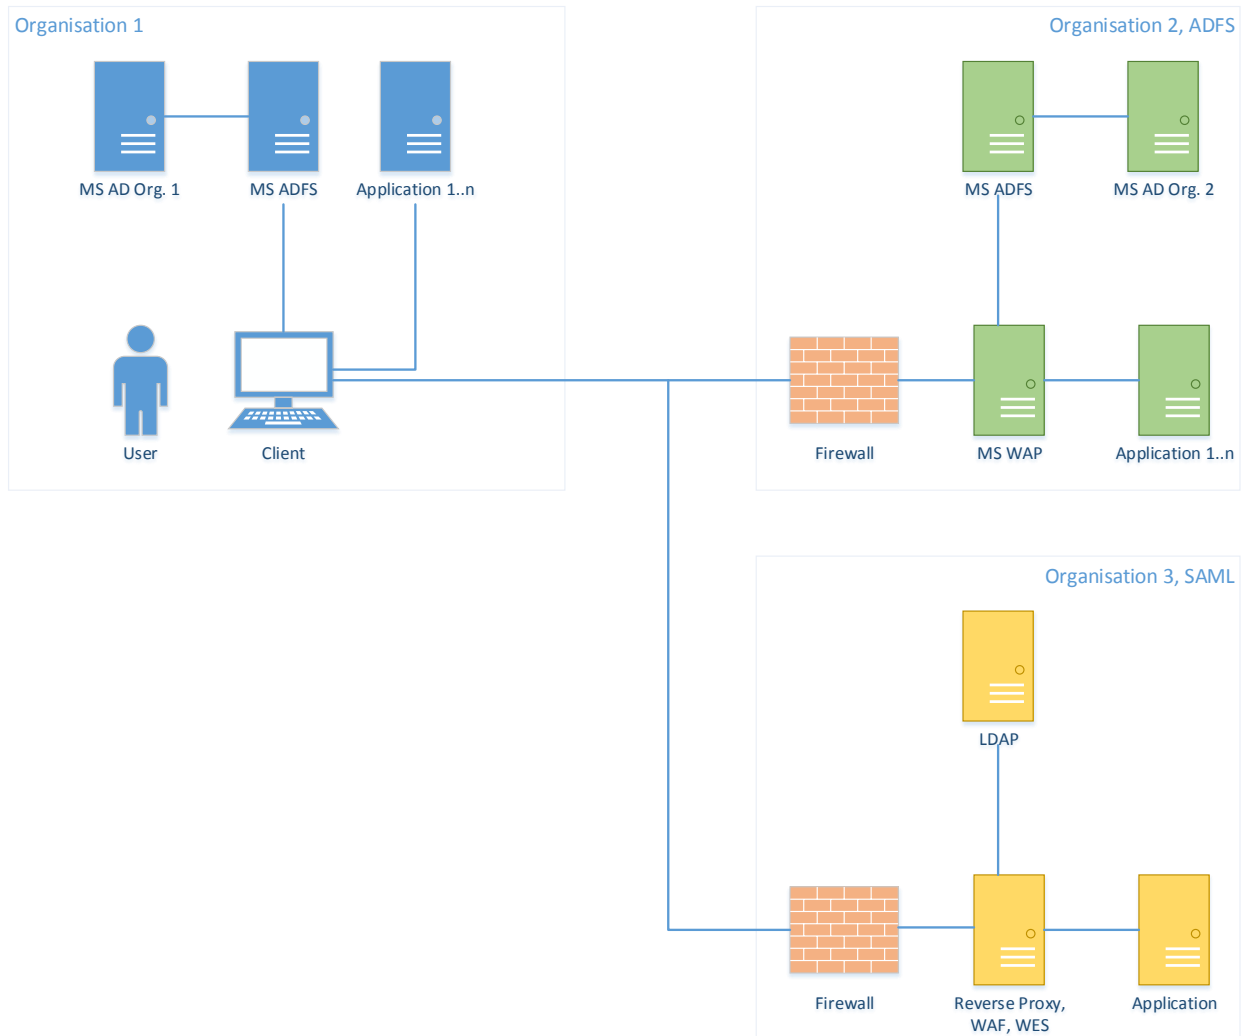 Organisation 1
MS AD Org. 1
MS ADFS
Application 1..n
User
Client
Organisation 2, ADFS
MS ADFS
MS AD Org. 2
Firewall
MS WAP
Application 1..n
Organisation 3, SAML
LDAP
Firewall
Reverse Proxy,
WAF, WES
Application